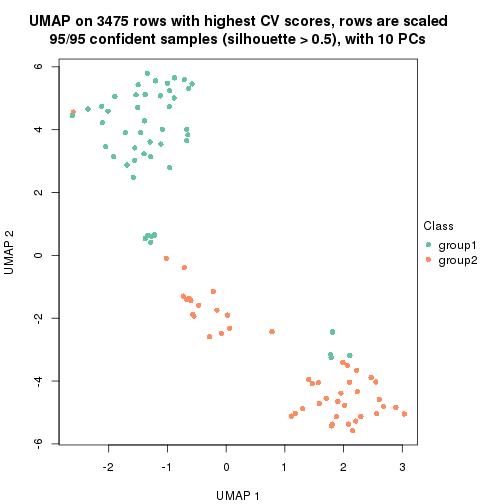 UMAP on 3475 rows with highest CV scores, rows are scaled
95/95 confident samples (silhouette > 0.5), with 10 PCs
6
4
2
0
-2
-4
-6
UMAP 2
-2
-1
0
1
2
3
UMAP 1
Class
group1
group2